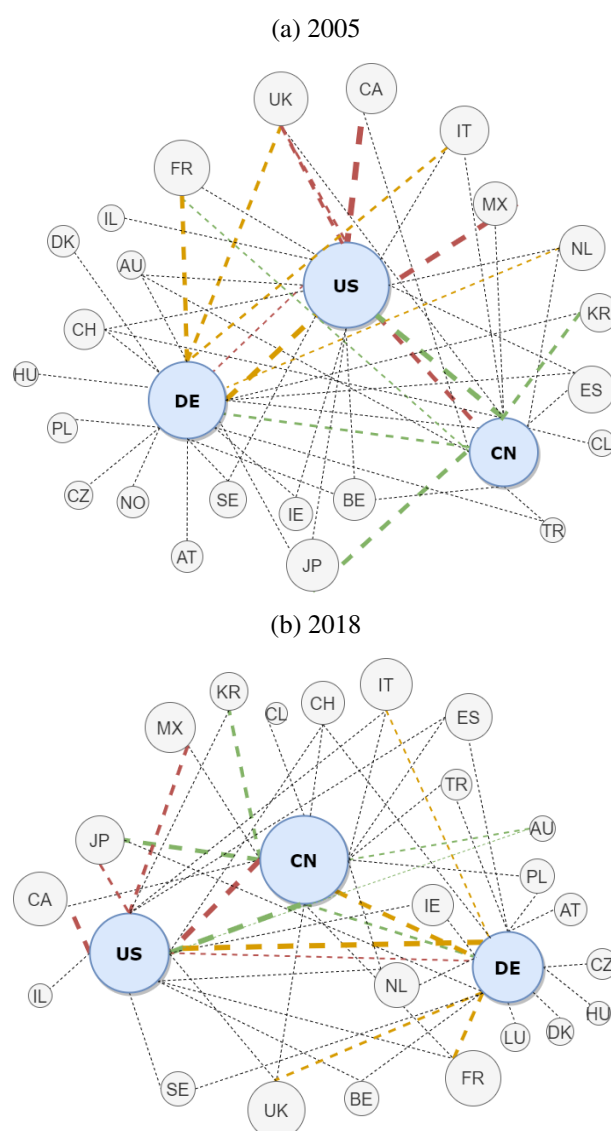 (a) 2005
CA
UK
IT
FR
MX
IL
DK
NL
AU
US
KR
CH
HU
ES
DE
PL
CL
CN
CZ
NO
SE
IE
BE
TR
AT
JP
(b) 2018
IT
KR
CH
CL
ES
MX
TR
AU
JP
CN
PL
CA
IE
AT
US
DE
CZ
NL
IL
HU
LU
DK
FR
SE
BE
UK